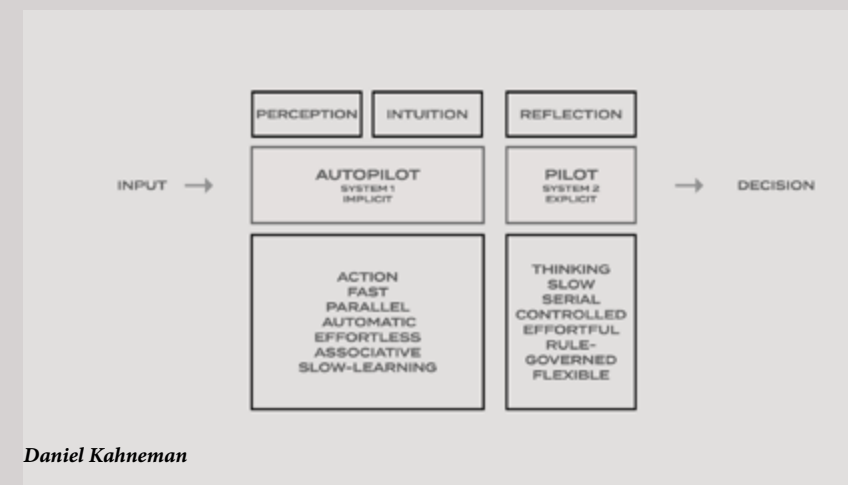 PERCEPTION
INTUITION
REFLECTION
INPUT
AUTOPILOT
SYSTEM 1
IMPLICIT
PILOT
SYSTEM 2
EXPLICIT
DECISION
ACTION
FAST
PARALLEL
AUTOMATIC
EFFORTLESS
ASSOCIATIVE
SLOW-LEARNING
THINKING
SLOW
SERIAL
CONTROLLED
EFFORTFUL
RULE-
GOVERNED
FLEXIBLE
Daniel Kahneman